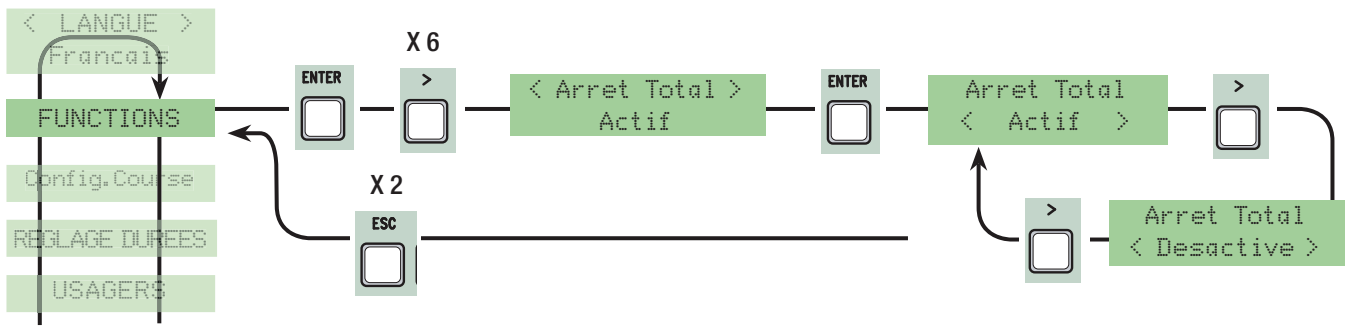 < LANGUE >
Francais
FUNCTIONS
Config.Course
REGLAGE DUREES
USAGERS
ENTER
X 6
>
< Arret Total >
Actif
ENTER
Arret Total
< Actif >
>
Arret Total
< Desactive >
>
X 2
ESC